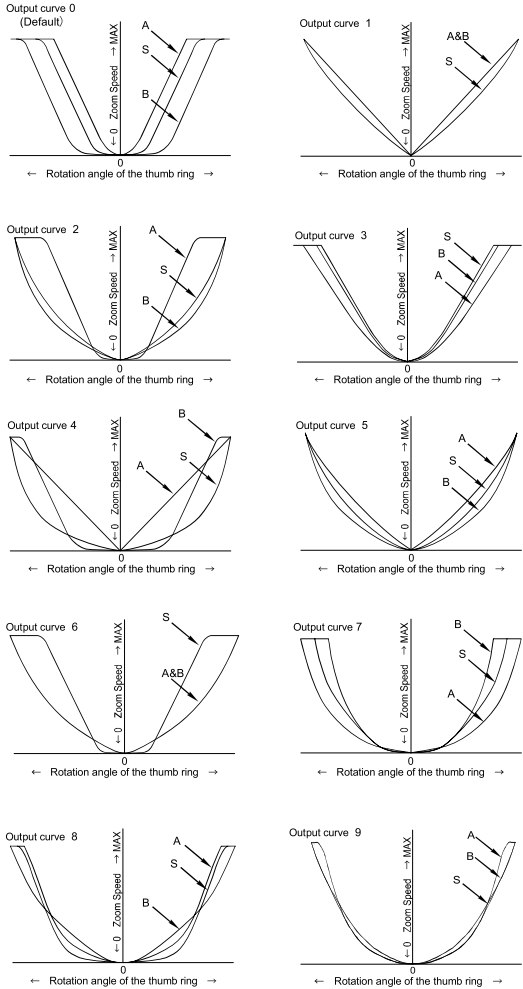 Output curve 0
(Default)
A
S
B
← 0 Zoom Speed → MAX
0
← Rotation angle of the thumb ring →
Output curve 1
A&B
S
← 0 Zoom Speed → MAX
0
← Rotation angle of the thumb ring →
Output curve 2
A
S
B
← 0 Zoom Speed → MAX
0
← Rotation angle of the thumb ring →
Output curve 3
S
B
A
← 0 Zoom Speed → MAX
0
← Rotation angle of the thumb ring →
Output curve 4
B
S
A
← 0 Zoom Speed → MAX
0
← Rotation angle of the thumb ring →
Output curve 5
A
S
B
← 0 Zoom Speed → MAX
0
← Rotation angle of the thumb ring →
Output curve 6
S
A&B
← 0 Zoom Speed → MAX
0
← Rotation angle of the thumb ring →
Output curve 7
B
S
A
← 0 Zoom Speed → MAX
0
← Rotation angle of the thumb ring →
Output curve 8
A
S
B
← 0 Zoom Speed → MAX
0
← Rotation angle of the thumb ring →
Output curve 9
A
B
S
← 0 Zoom Speed → MAX
0
← Rotation angle of the thumb ring →